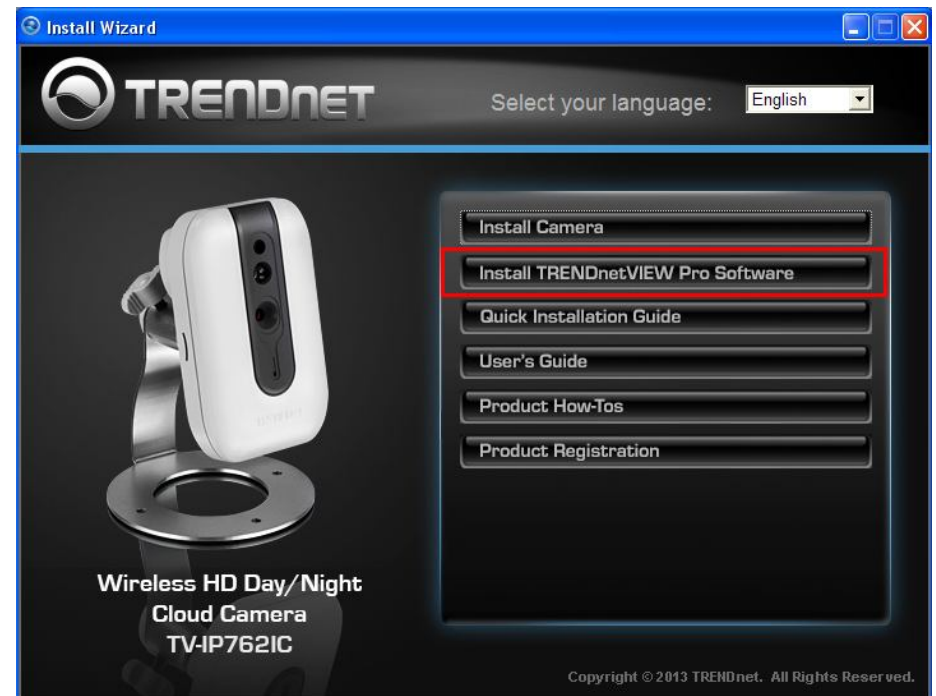 Install Wizard
TRENDNET
Select your language:
English
Install Camera
Install TRENDnetVIEW Pro Software
Quick Installation Guide
User's Guide
Product How-Tos
Product Registration
Wireless HD Day/Night
Cloud Camera
TV-IP762IC
Copyright © 2013 TRENDnet. All Rights Reserved.